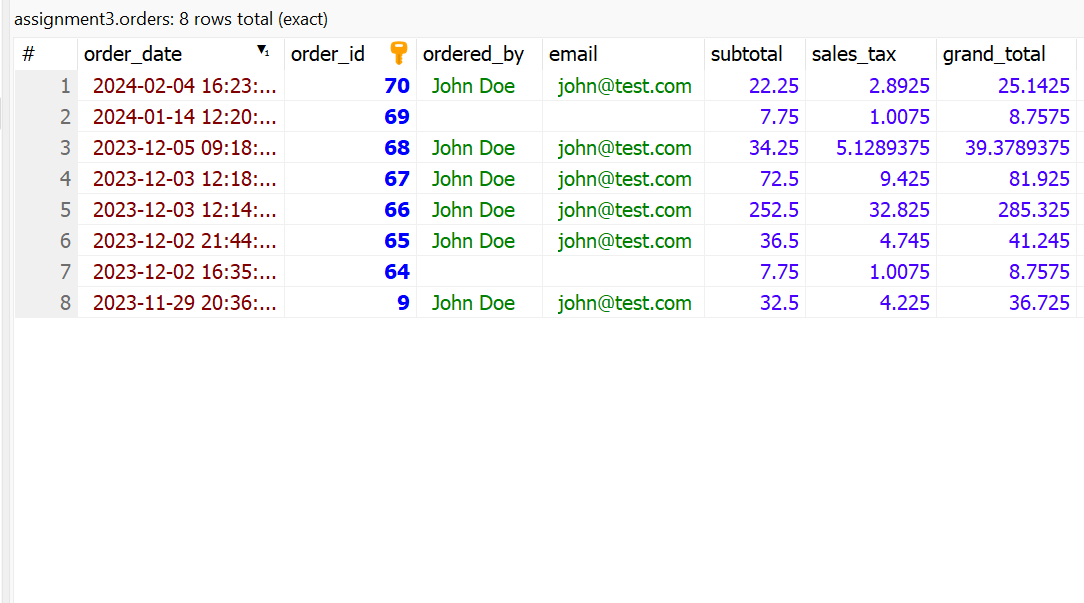 assignment3.orders: 8 rows total (exact)
# order_date 1 order_id ordered_by email subtotal sales_tax grand_total
1 2024-02-04 16:23:... 70 John Doe john@test.com 22.25 2.8925 25.1425
2 2024-01-14 12:20:... 69 7.75 1.0075 8.7575
3 2023-12-05 09:18:... 68 John Doe john@test.com 34.25 5.1289375 39.3789375
4 2023-12-03 12:18:... 67 John Doe john@test.com 72.5 9.425 81.925
5 2023-12-03 12:14:... 66 John Doe john@test.com 252.5 32.825 285.325
6 2023-12-02 21:44:... 65 John Doe john@test.com 36.5 4.745 41.245
7 2023-12-02 16:35:... 64 7.75 1.0075 8.7575
8 2023-11-29 20:36:... 9 John Doe john@test.com 32.5 4.225 36.725